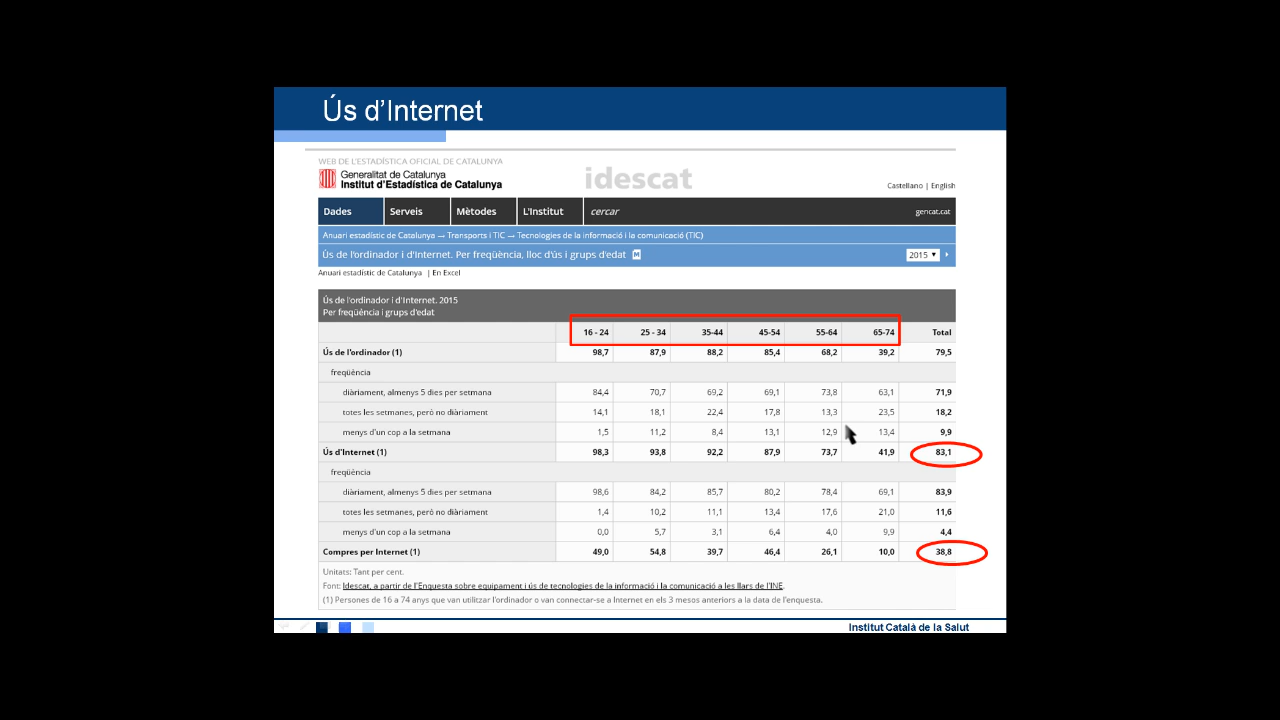 Ús d'Internet
WEB DE L'ESTADÍSTICA OFICIAL DE CATALUNYA
Generalitat de Catalunya
Institut d'Estadística de Catalunya
idescat
Castellano | English
Dades Serveis Mètodes L'Institut cercar gencat.cat
Anuari estadístic de Catalunya → Transports i TIC → Tecnologies de la informació i la comunicació (TIC)
Ús de l'ordinador i d'Internet. Per freqüència, lloc d'ús i grups d'edat M 2015
Anuari estadístic de Catalunya | En Excel
Ús de l'ordinador i d'Internet. 2015
Per freqüència i grups d'edat
16 - 24 25 - 34 35-44 45-54 55-64 65-74 Total
Ús de l'ordinador (1) 98,7 87,9 88,2 85,4 68,2 39,2 79,5
freqüència
diàriament, almenys 5 dies per setmana 84,4 70,7 69,2 69,1 73,8 63,1 71,9
totes les setmanes, però no diàriament 14,1 18,1 22,4 17,8 13,3 23,5 18,2
menys d'un cop a la setmana 1,5 11,2 8,4 13,1 12,9 13,4 9,9
Ús d'Internet (1) 98,3 93,8 92,2 87,9 73,7 41,9 83,1
freqüència
diàriament, almenys 5 dies per setmana 98,6 84,2 85,7 80,2 78,4 69,1 83,9
totes les setmanes, però no diàriament 1,4 10,2 11,1 13,4 17,6 21,0 11,6
menys d'un cop a la setmana 0,0 5,7 3,1 6,4 4,0 9,9 4,4
Compres per Internet (1) 49,0 54,8 39,7 46,4 26,1 10,0 38,8
Unitats: Tant per cent.
Font: Idescat, a partir de l'Enquesta sobre equipament i ús de tecnologies de la informació i la comunicació a les llars de l'INE.
(1) Persones de 16 a 74 anys que van utilitzar l'ordinador o van connectar-se a Internet en els 3 mesos anteriors a la data de l'enquesta.
Institut Català de la Salut